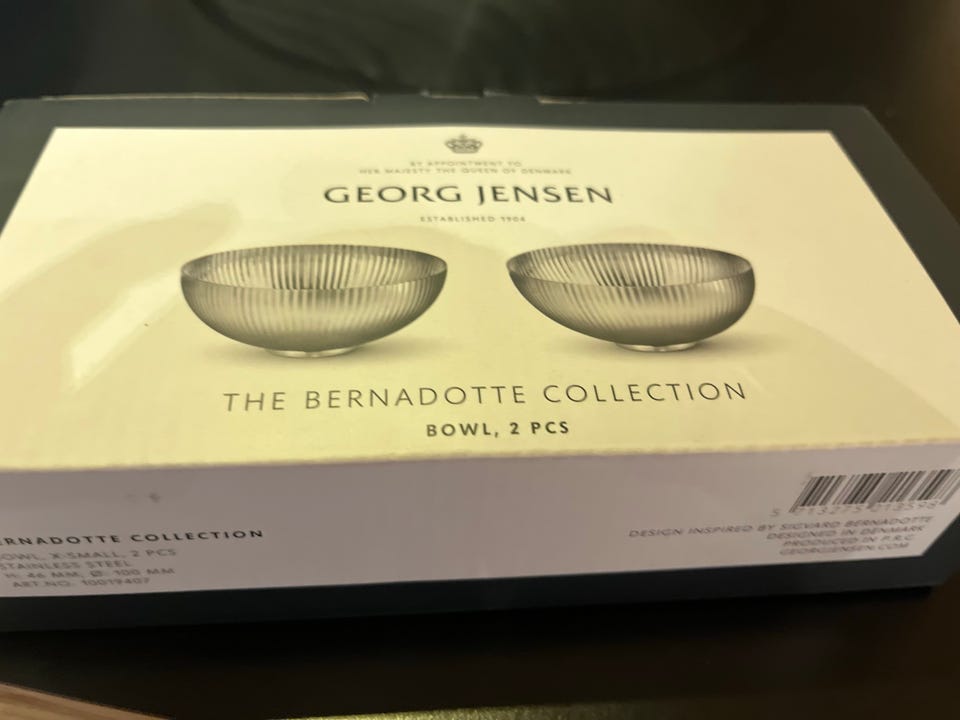 BY APPOINTMENT TO
HER MAJESTY THE QUEEN OF DENMARK
GEORG JENSEN
ESTABLISHED 1904
THE BERNADOTTE COLLECTION
BOWL, 2 PCS
ERNADOTTE COLLECTION
OWL, X-SMALL, 2 PCS
STAINLESS STEEL
H: 46 MM, Ø: 100 MM
ART.NO. 10019407
DESIGN INSPIRED BY SIGVARD BERNADOTTE
DESIGNED IN DENMARK
PRODUCED IN P.R.C.
GEORGJENSEN.COM